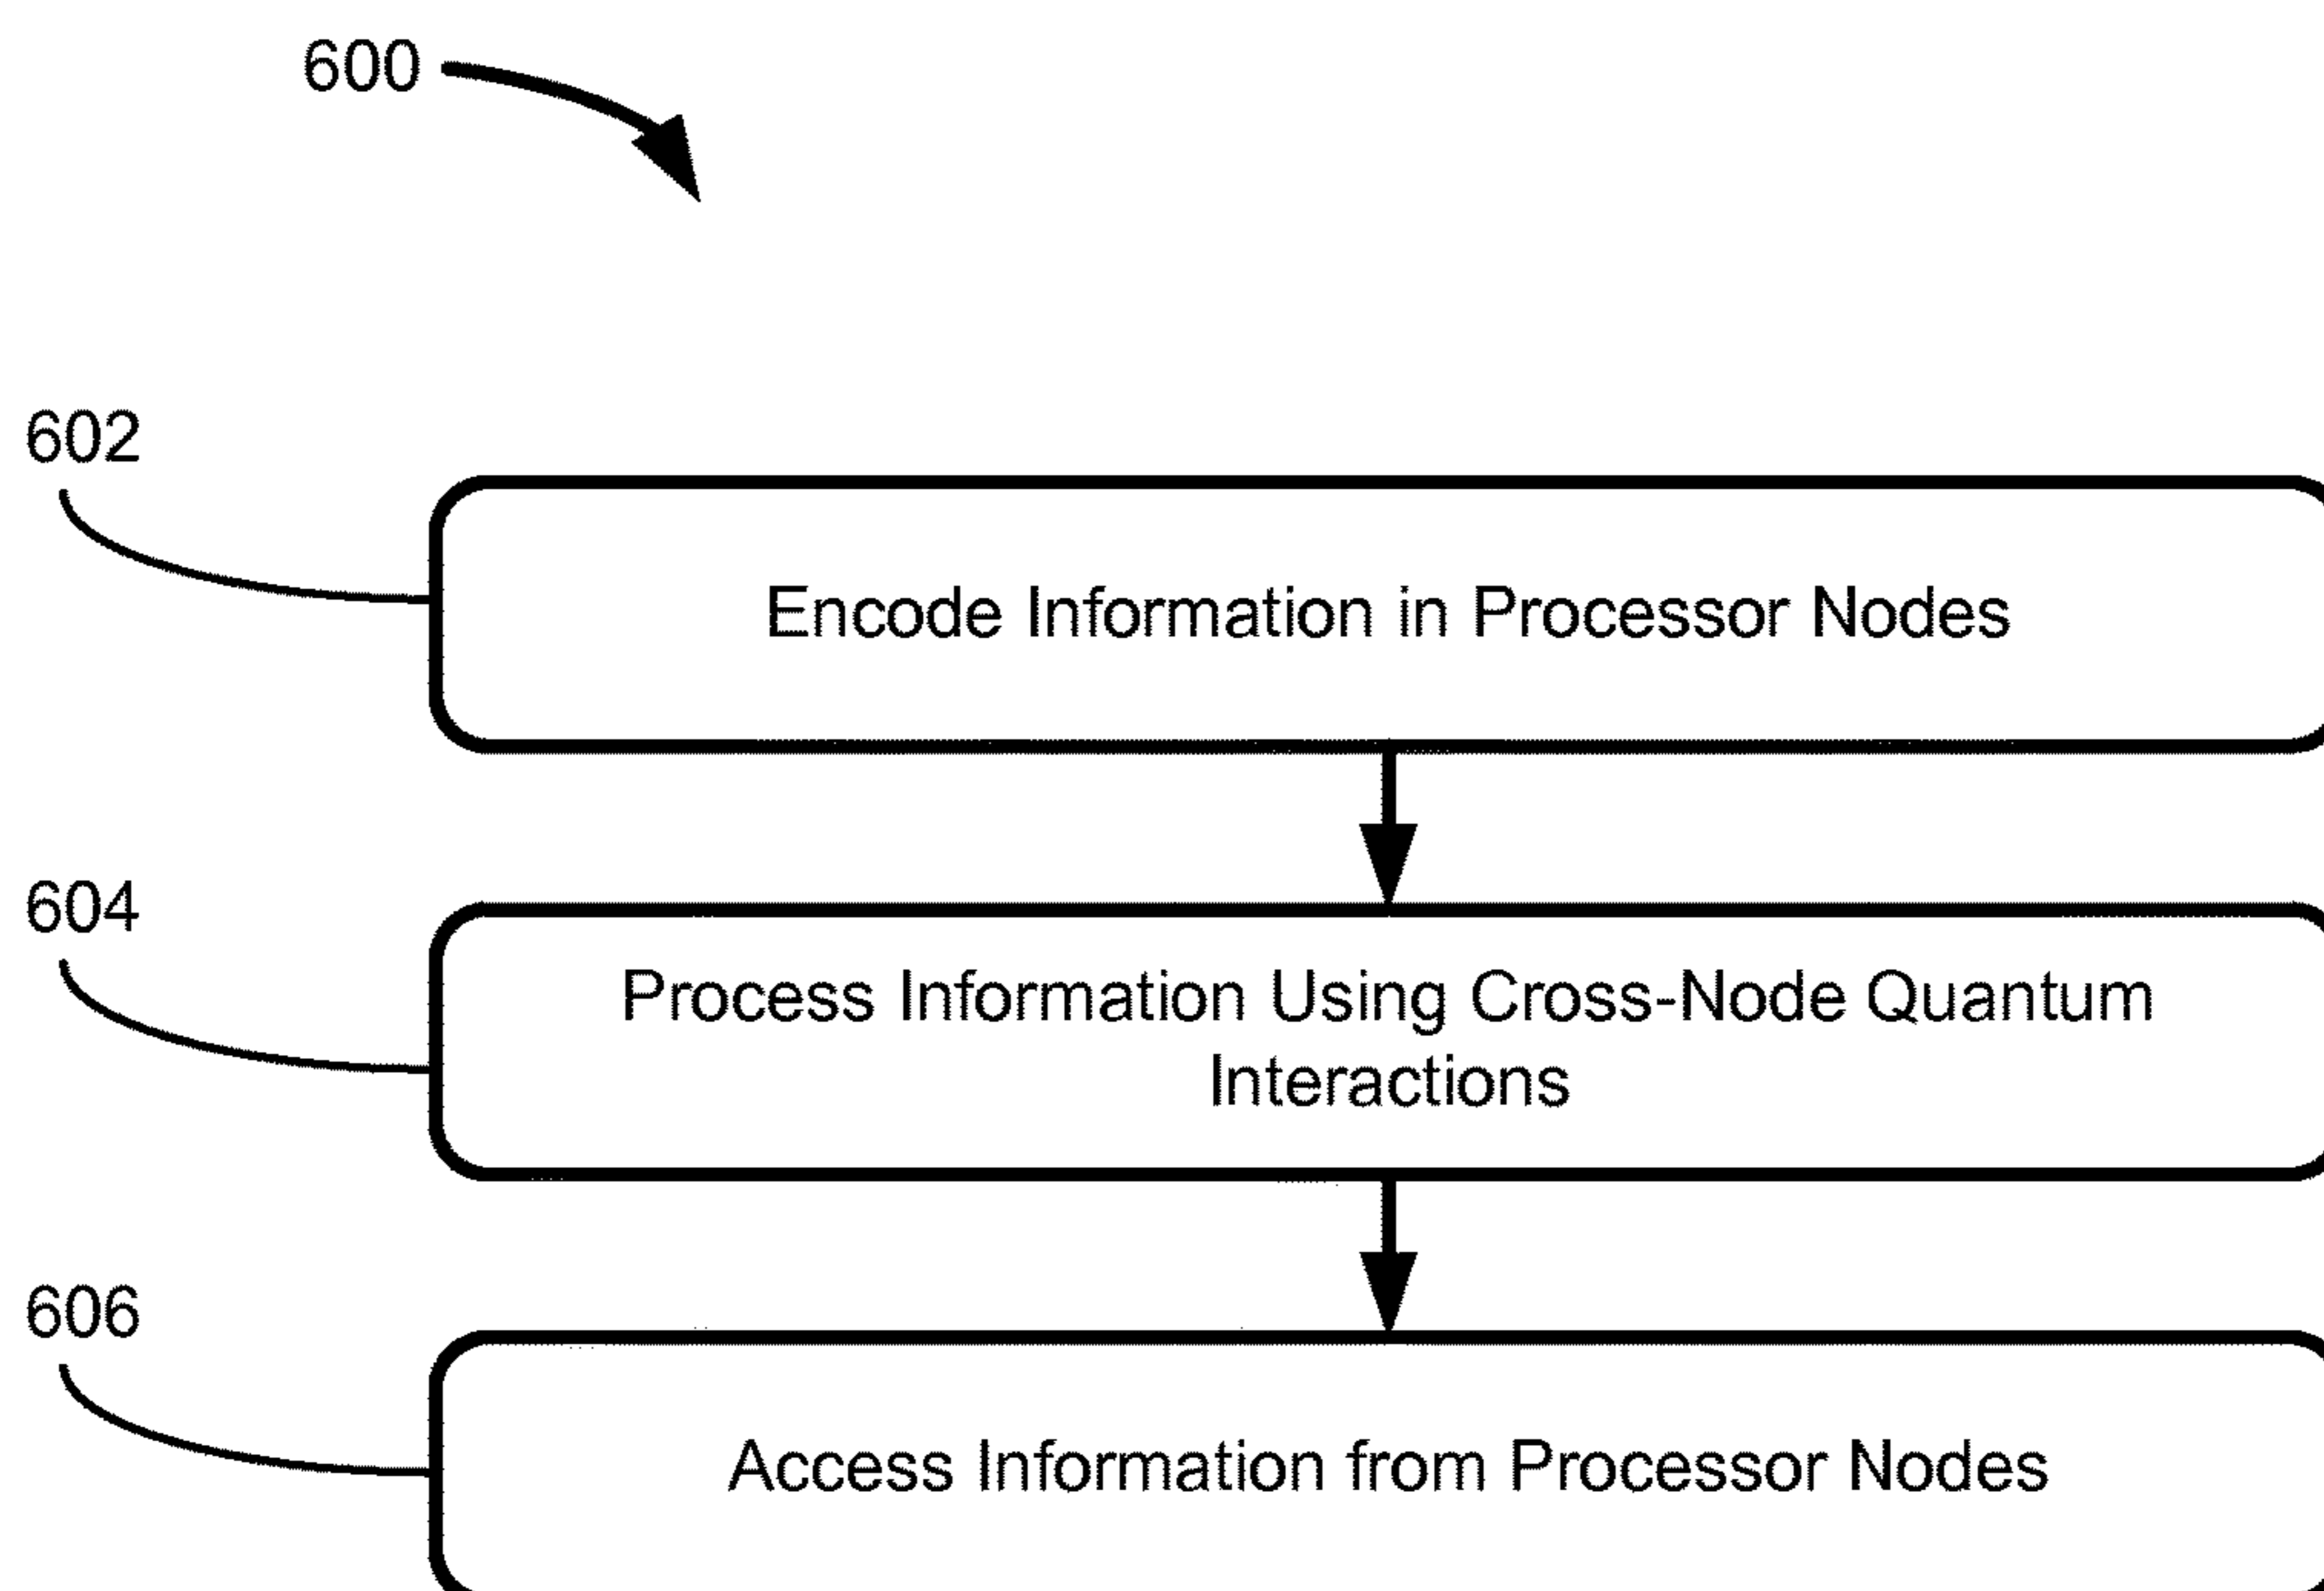 600
602
Encode Information in Processor Nodes
604
Process Information Using Cross-Node Quantum
Interactions
606
Access Information from Processor Nodes